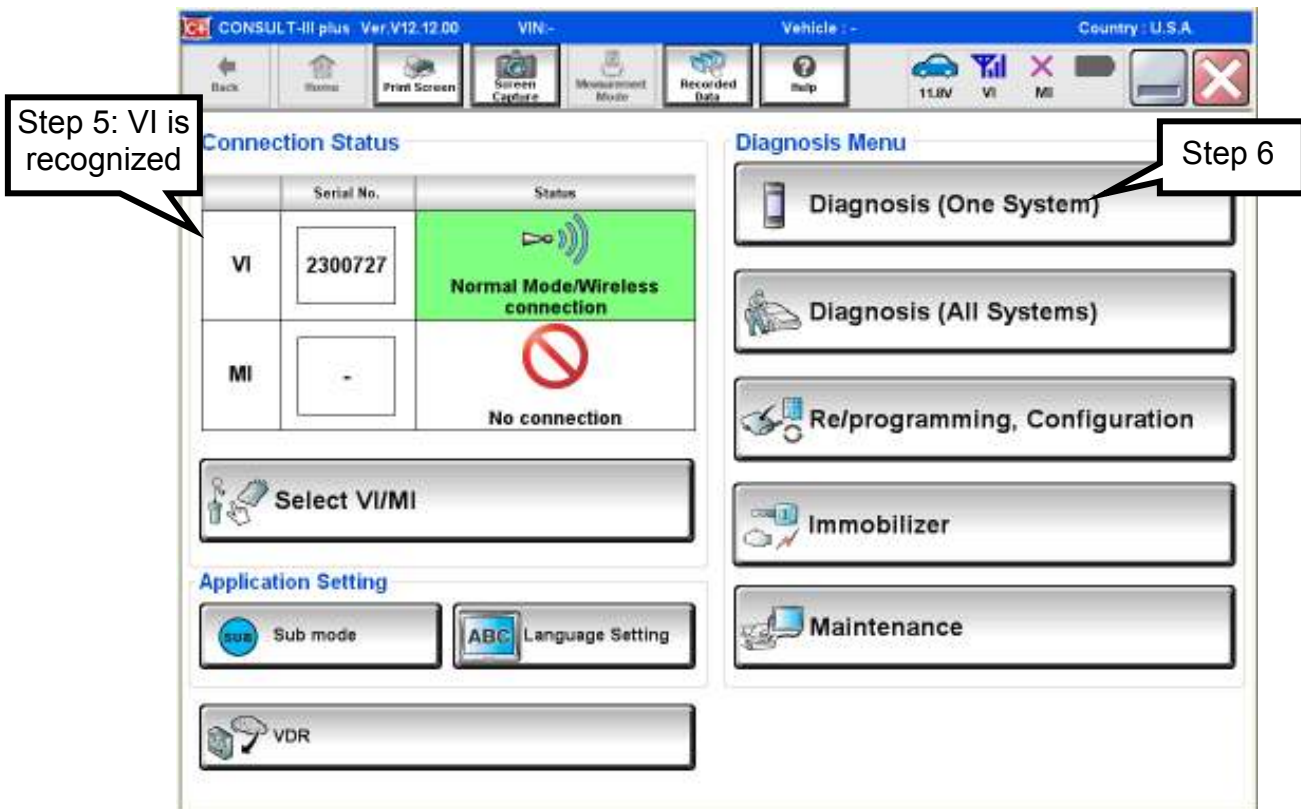 CONSULT-III plus Ver.V12.12.00 VIN:- Vehicle : - Country : U.S.A.
Back
Home
Print Screen
Screen
Capture
Measurement
Mode
Recorded
Data
Help
11.8V
VI
MI
Step 5: VI is
recognized
Connection Status
Serial No. Status
VI
2300727
Normal Mode/Wireless
connection
MI
-
No connection
Select VI/MI
Application Setting
SUB
Sub mode
ABC
Language Setting
VDR
Diagnosis Menu
Step 6
Diagnosis (One System)
Diagnosis (All Systems)
Re/programming, Configuration
Immobilizer
Maintenance